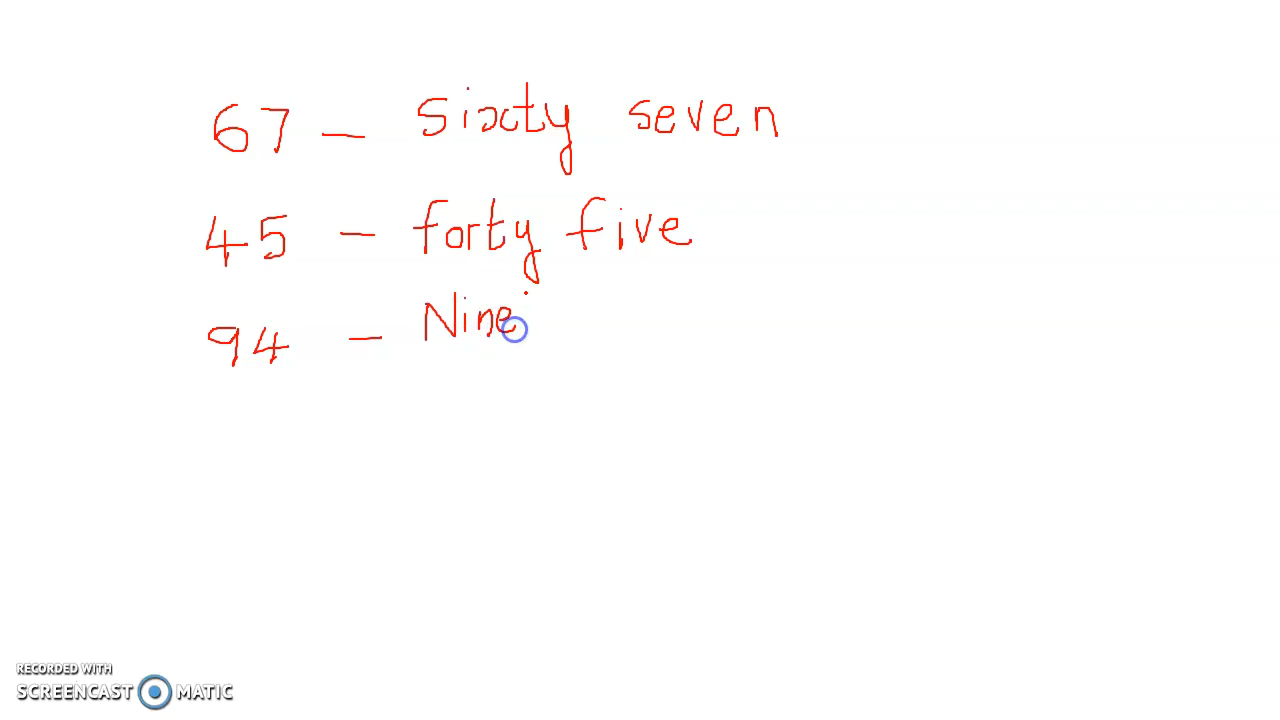 67 - Sixty seven
45 - forty five
94 - Nine
RECORDED WITH
SCREENCAST MATIC